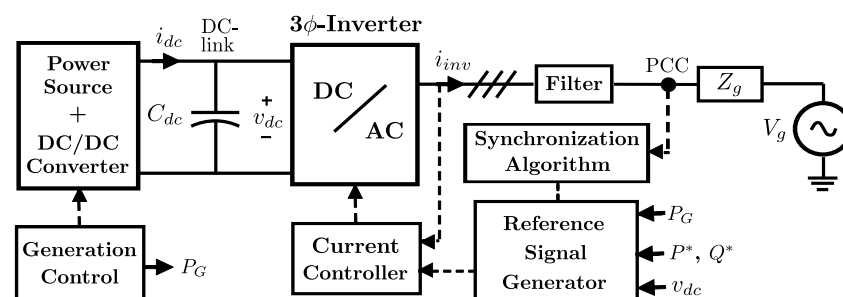 3ϕ-Inverter
DC-
link
i_dc
Power
Source
+
DC/DC
Converter
C_dc
+
v_dc
−
DC
AC
i_inv
Filter
PCC
Z_g
V_g
Synchronization
Algorithm
Generation
Control
P_G
Current
Controller
Reference
Signal
Generator
P_G
P*, Q*
v_dc